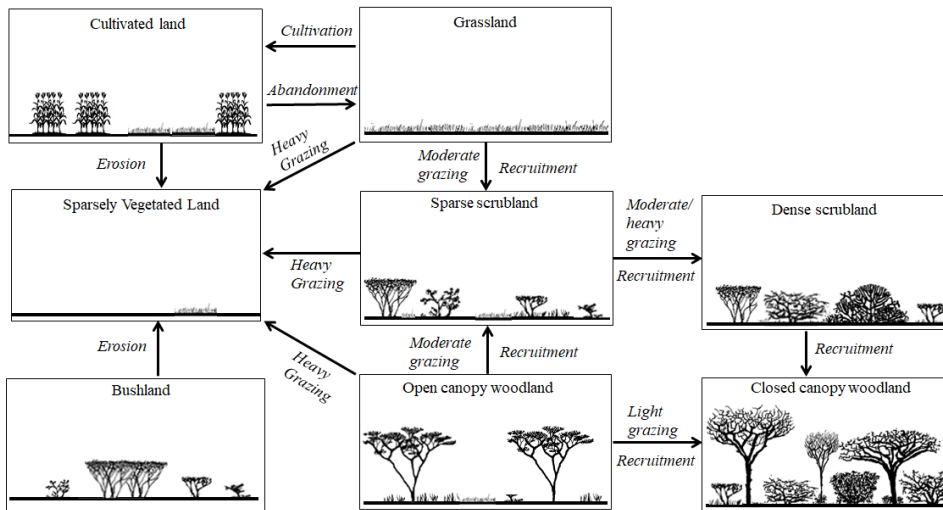 Cultivated land
Cultivation
Grassland
Abandonment
Erosion
Heavy
Grazing
Moderate
grazing
Recruitment
Sparsely Vegetated Land
Sparse scrubland
Moderate/
heavy
grazing
Recruitment
Dense scrubland
Heavy
Grazing
Erosion
Heavy
Grazing
Moderate
grazing
Recruitment
Recruitment
Bushland
Open canopy woodland
Light
grazing
Recruitment
Closed canopy woodland